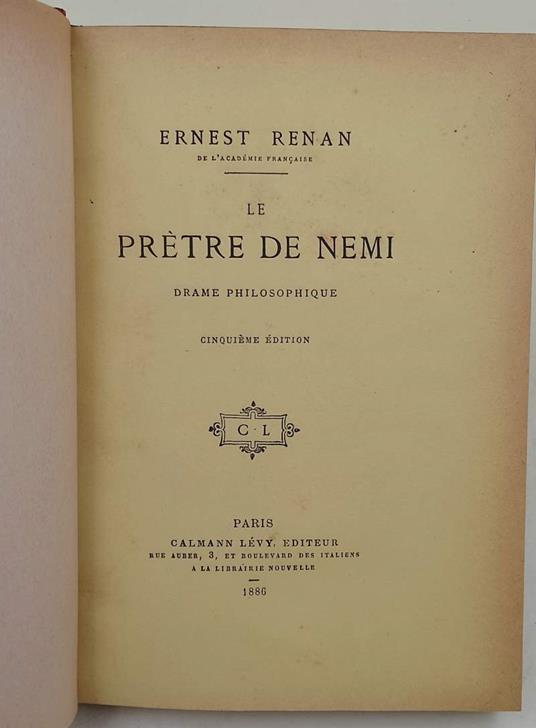 ERNEST RENAN
DE L'ACADÉMIE FRANÇAISE
LE
PRÊTRE DE NEMI
DRAME PHILOSOPHIQUE
CINQUIÈME ÉDITION
C · L
PARIS
CALMANN LÉVY, EDITEUR
RUE AUBER, 3, ET BOULEVARD DES ITALIENS
A LA LIBRAIRIE NOUVELLE
1886